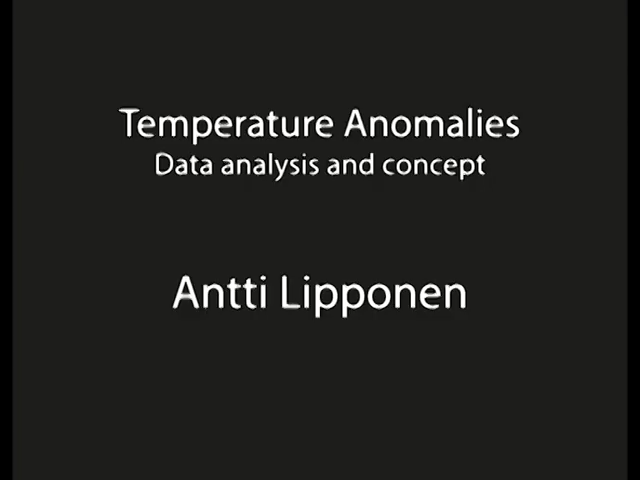 Temperature Anomalies
Data analysis and concept
Antti Lipponen